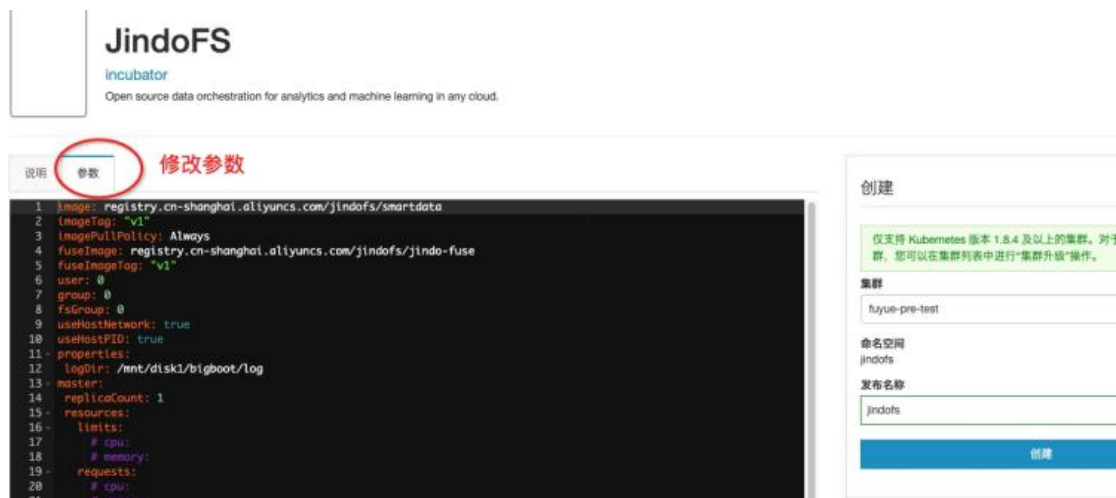 JindoFS
incubator
Open source data orchestration for analytics and machine learning in any cloud.
说明
参数
修改参数
1 image: registry.cn-shanghai.aliyuncs.com/jindofs/smartdata
2 imageTag: "v1"
3 imagePullPolicy: Always
4 fuseImage: registry.cn-shanghai.aliyuncs.com/jindofs/jindo-fuse
5 fuseImageTag: "v1"
6 user: 0
7 group: 0
8 fsGroup: 0
9 useHostNetwork: true
10 useHostPID: true
11 - properties:
12 logDir: /mnt/disk1/bigboot/log
13 - master:
14 replicaCount: 1
15 - resources:
16 - limits:
17 # cpu:
18 # memory:
19 - requests:
20 # cpu:
创建
仅支持 Kubernetes 版本 1.8.4 及以上的集群。对于
群，您可以在集群列表中进行“集群升级”操作。
集群
fuyue-pre-test
命名空间
jindofs
发布名称
jindofs
创建